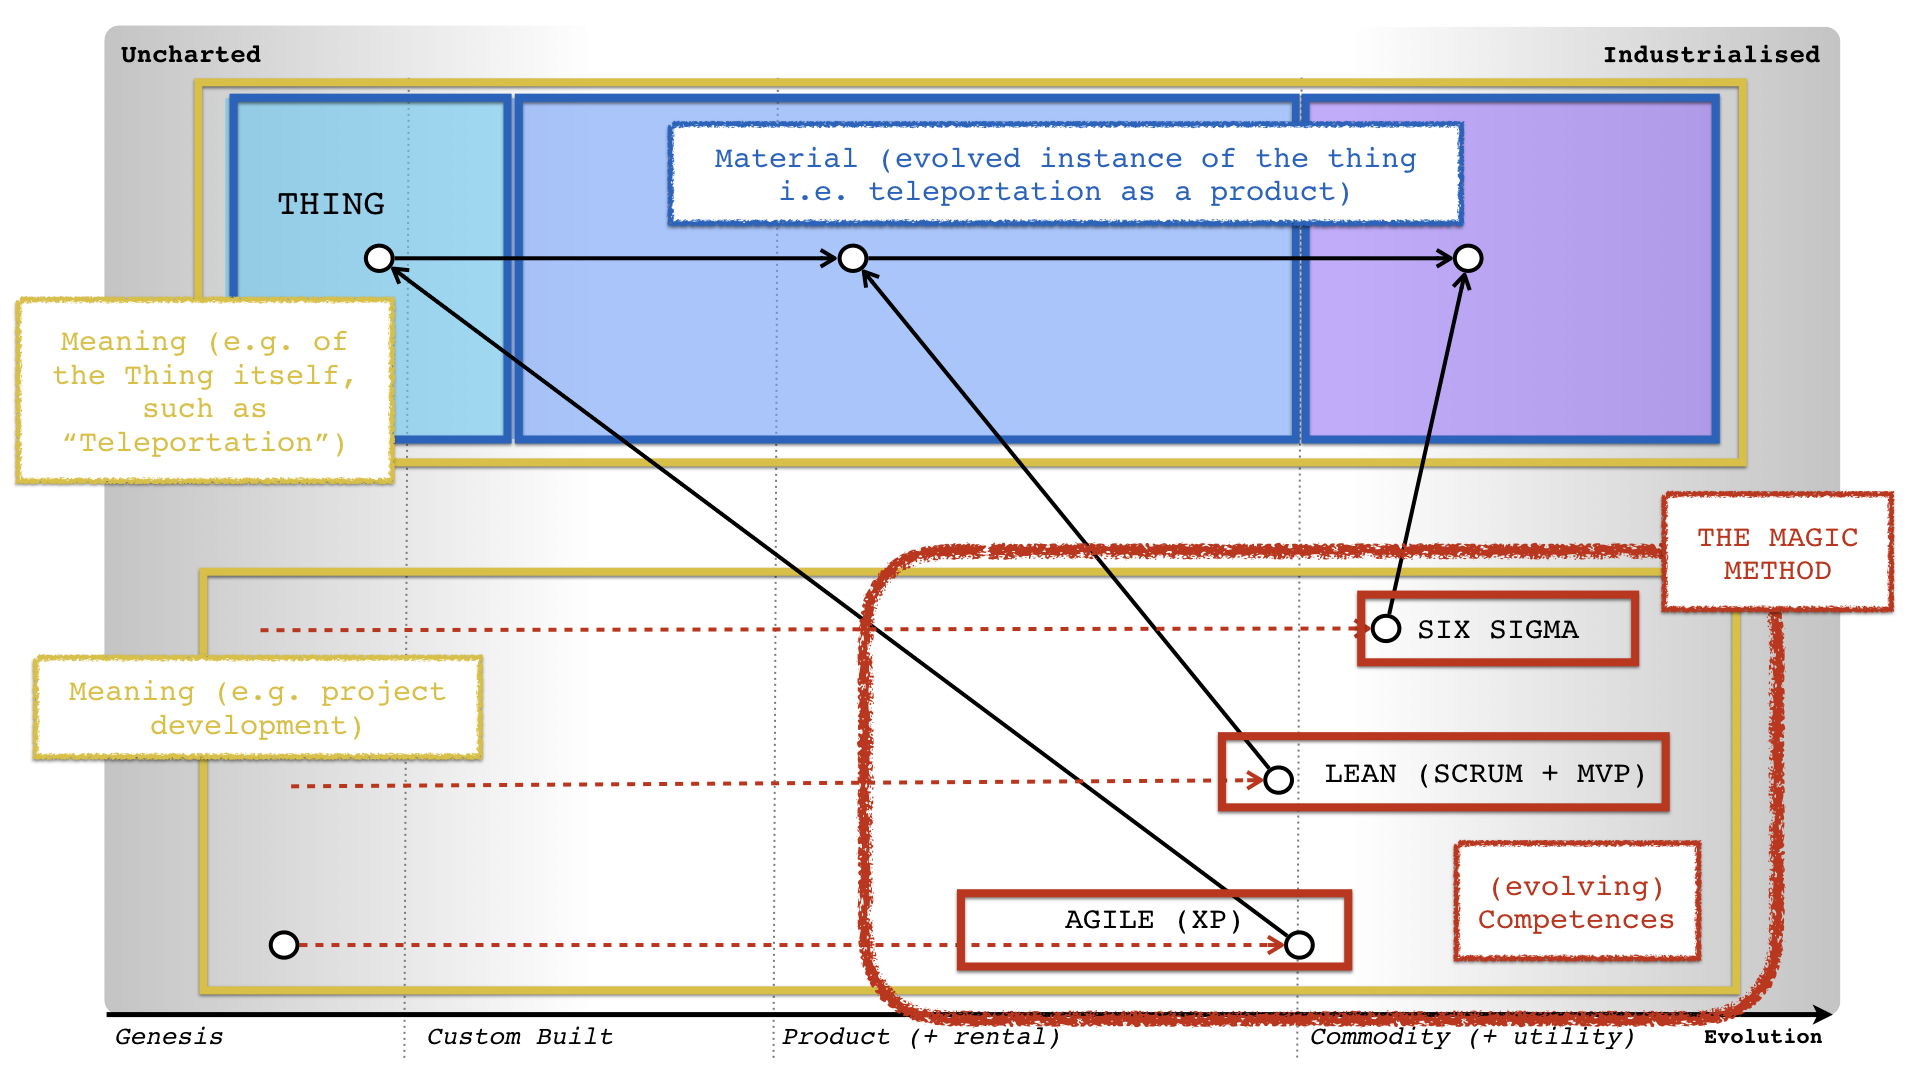 Uncharted
Industrialised
Material (evolved instance of the thing
i.e. teleportation as a product)
THING
Meaning (e.g. of
the Thing itself,
such as
“Teleportation”)
THE MAGIC
METHOD
SIX SIGMA
Meaning (e.g. project
development)
LEAN (SCRUM + MVP)
(evolving)
Competences
AGILE (XP)
Genesis
Custom Built
Product (+ rental)
Commodity (+ utility)
Evolution